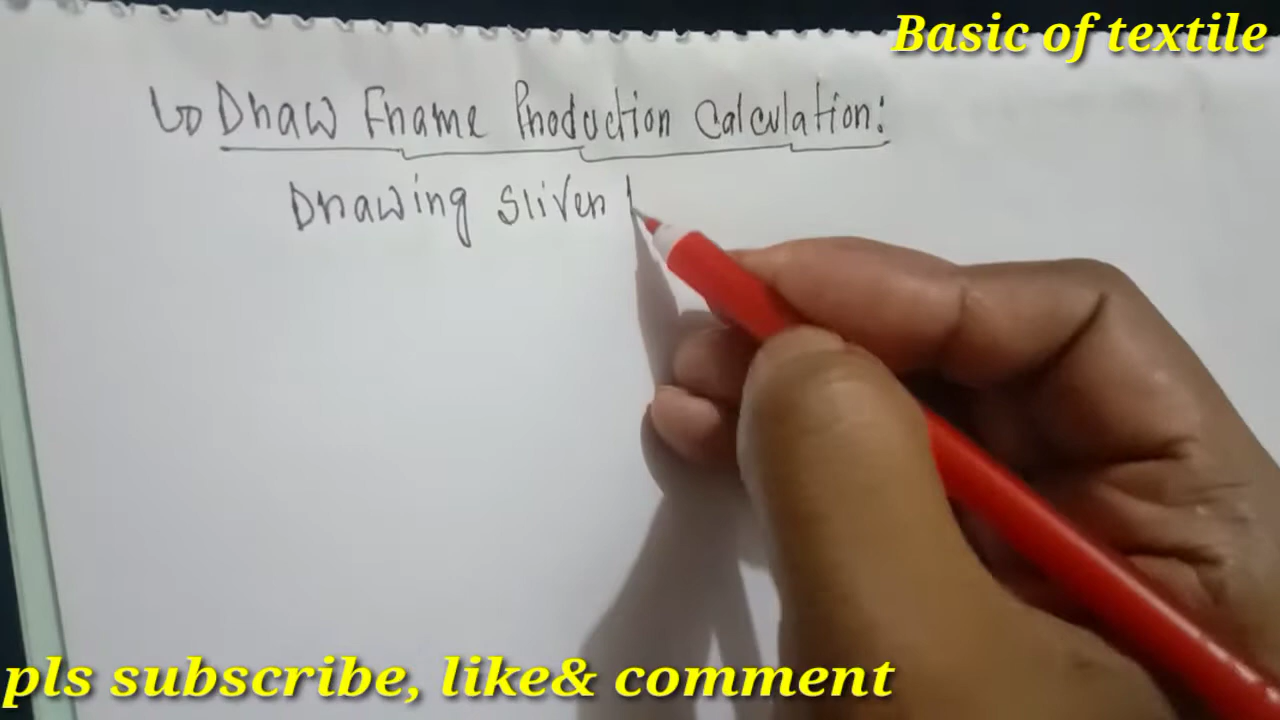 Basic of textile
Draw Frame Production Calculation:
Drawing sliver
pls subscribe, like& comment